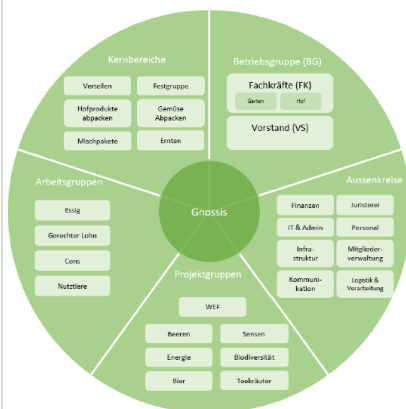 Kernbereiche
Verteilen
Festgruppe
Hofprodukte
abpacken
Gemüse
Abpacken
Mischpakete
Ernten
Betriebsgruppe (BG)
Fachkräfte (FK)
Garten
Hof
Vorstand (VS)
Arbeitsgruppen
Essig
Gerechter Lohn
Cons
Nutztiere
Gnossis
Aussenkreise
Finanzen
Juristerei
IT & Admin
Personal
Infra-
struktur
Mitglieder-
verwaltung
Kommuni-
kation
Logistik &
Verarbeitung
Projektgruppen
WEF
Beeren
Sensen
Energie
Biodiversität
Bier
Teekräuter